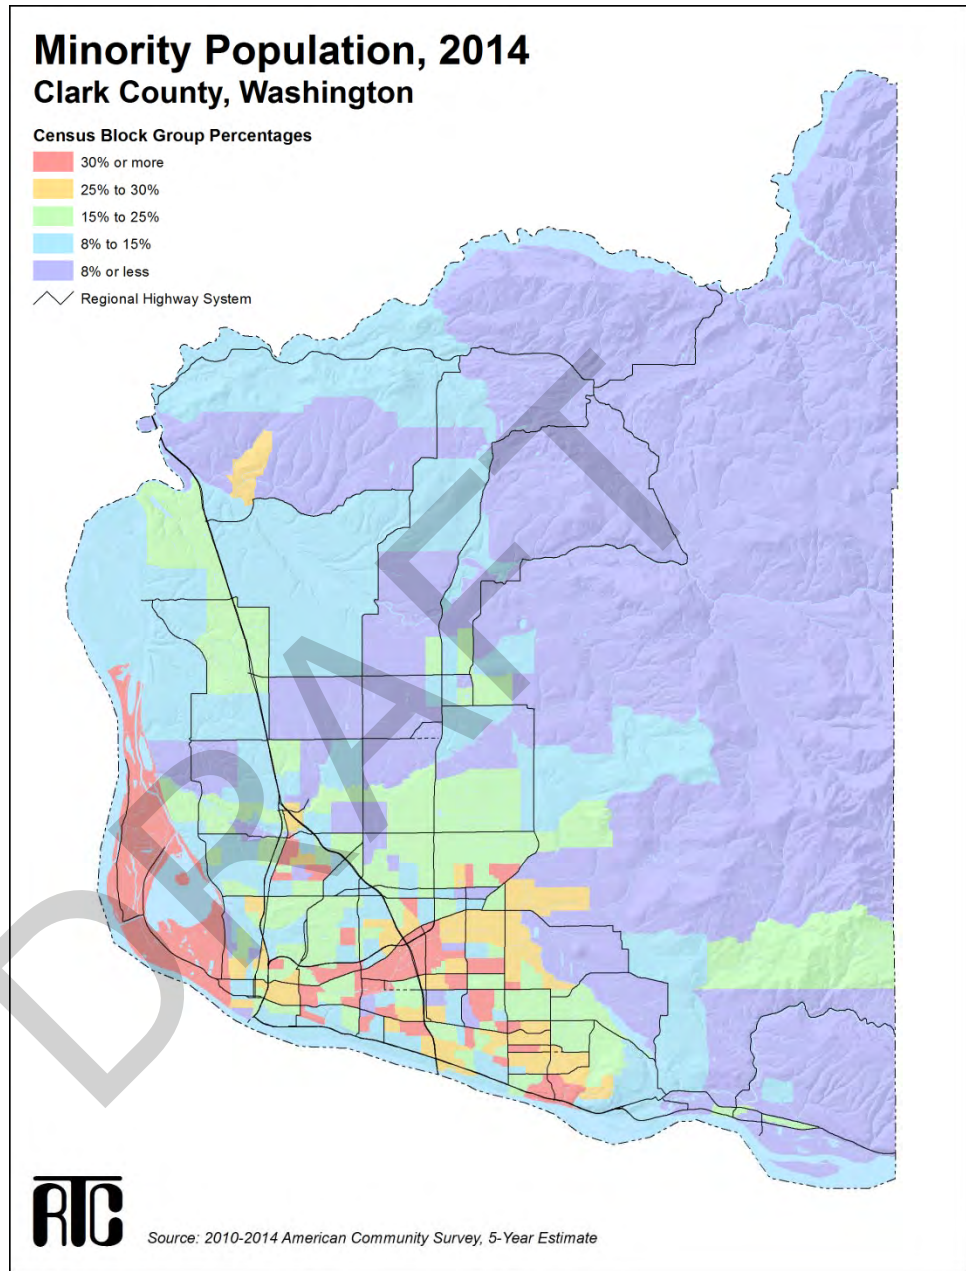 Minority Population, 2014
Clark County, Washington
Census Block Group Percentages
30% or more
25% to 30%
15% to 25%
8% to 15%
8% or less
Regional Highway System
DRAFT
RTC
Source: 2010-2014 American Community Survey, 5-Year Estimate